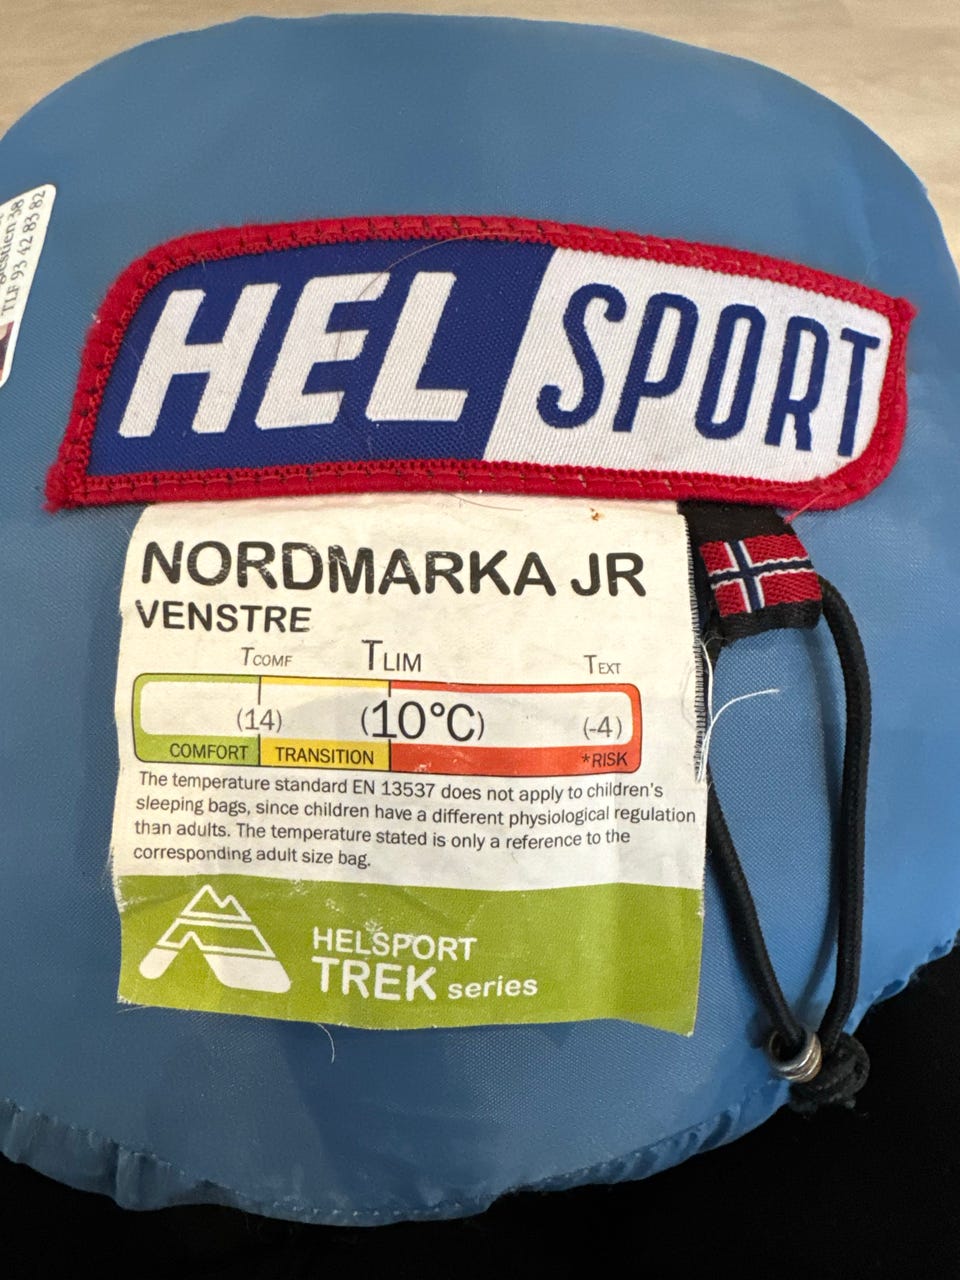 TLF 93 42 83 82
HEL SPORT
NORDMARKA JR
VENSTRE
TCOMF TLIM TEXT
(14) (10°C) (-4)
COMFORT TRANSITION *RISK
The temperature standard EN 13537 does not apply to children's
sleeping bags, since children have a different physiological regulation
than adults. The temperature stated is only a reference to the
corresponding adult size bag.
HELSPORT
TREK series